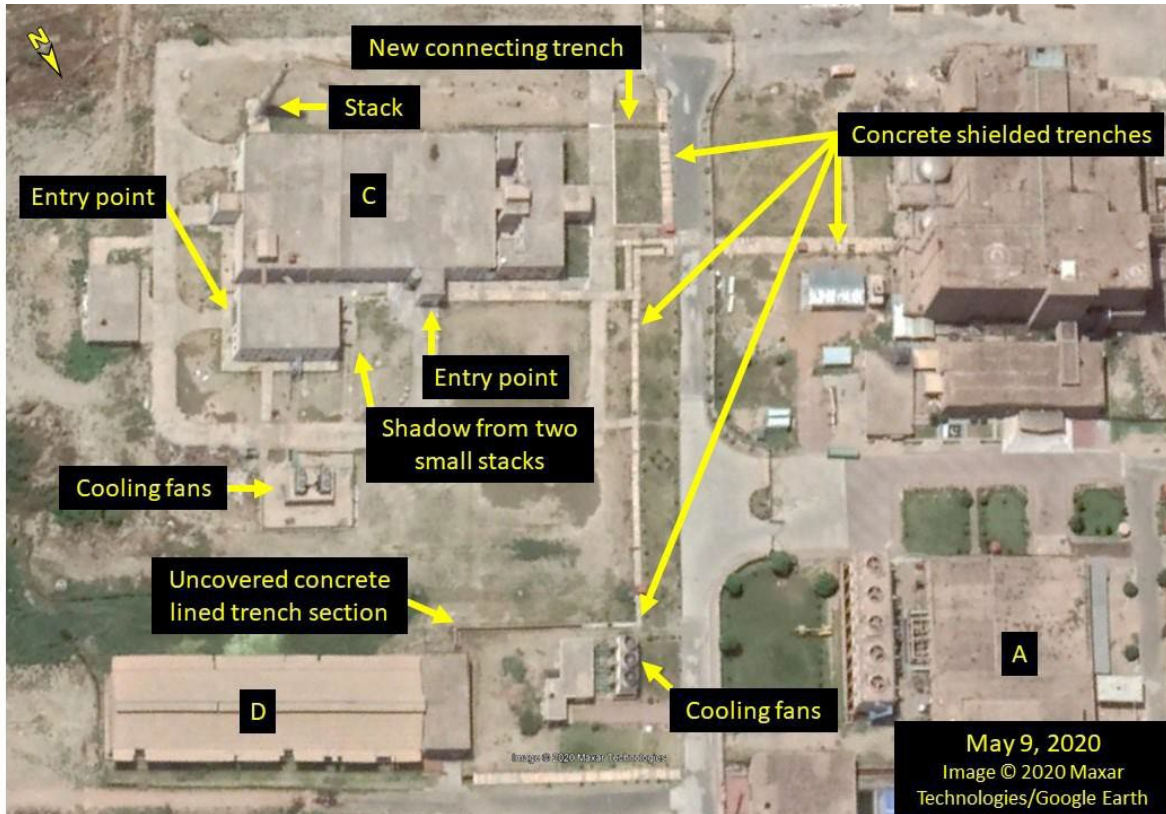 N
New connecting trench
Stack
Concrete shielded trenches
Entry point
C
Entry point
Shadow from two
small stacks
Cooling fans
Uncovered concrete
lined trench section
A
D
Cooling fans
Image © 2020 Maxar Technologies
May 9, 2020
Image © 2020 Maxar
Technologies/Google Earth